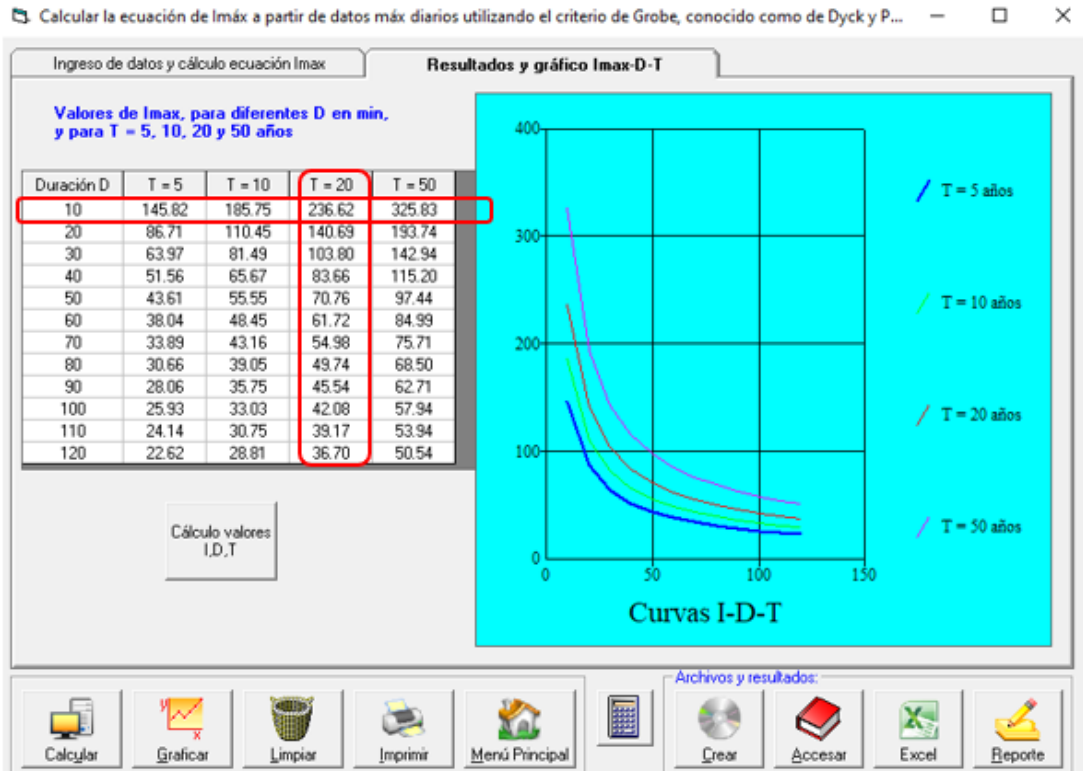 Calcular la ecuación de Imáx a partir de datos máx diarios utilizando el criterio de Grobe, conocido como de Dyck y P...
Ingreso de datos y cálculo ecuación Imax
Resultados y gráfico Imax-D-T
Valores de Imax, para diferentes D en min,
y para T = 5, 10, 20 y 50 años
Duración D T = 5 T = 10 T = 20 T = 50
10 145.82 185.75 236.62 325.83
20 86.71 110.45 140.69 193.74
30 63.97 81.49 103.80 142.94
40 51.56 65.67 83.66 115.20
50 43.61 55.55 70.76 97.44
60 38.04 48.45 61.72 84.99
70 33.89 43.16 54.98 75.71
80 30.66 39.05 49.74 68.50
90 28.06 35.75 45.54 62.71
100 25.93 33.03 42.08 57.94
110 24.14 30.75 39.17 53.94
120 22.62 28.81 36.70 50.54
Cálculo valores
I,D,T
400
300
200
100
0
0 50 100 150
Curvas I-D-T
T = 5 años
T = 10 años
T = 20 años
T = 50 años
Archivos y resultados:
Calcular Graficar Limpiar Imprimir Menú Principal Crear Accesar Excel Reporte